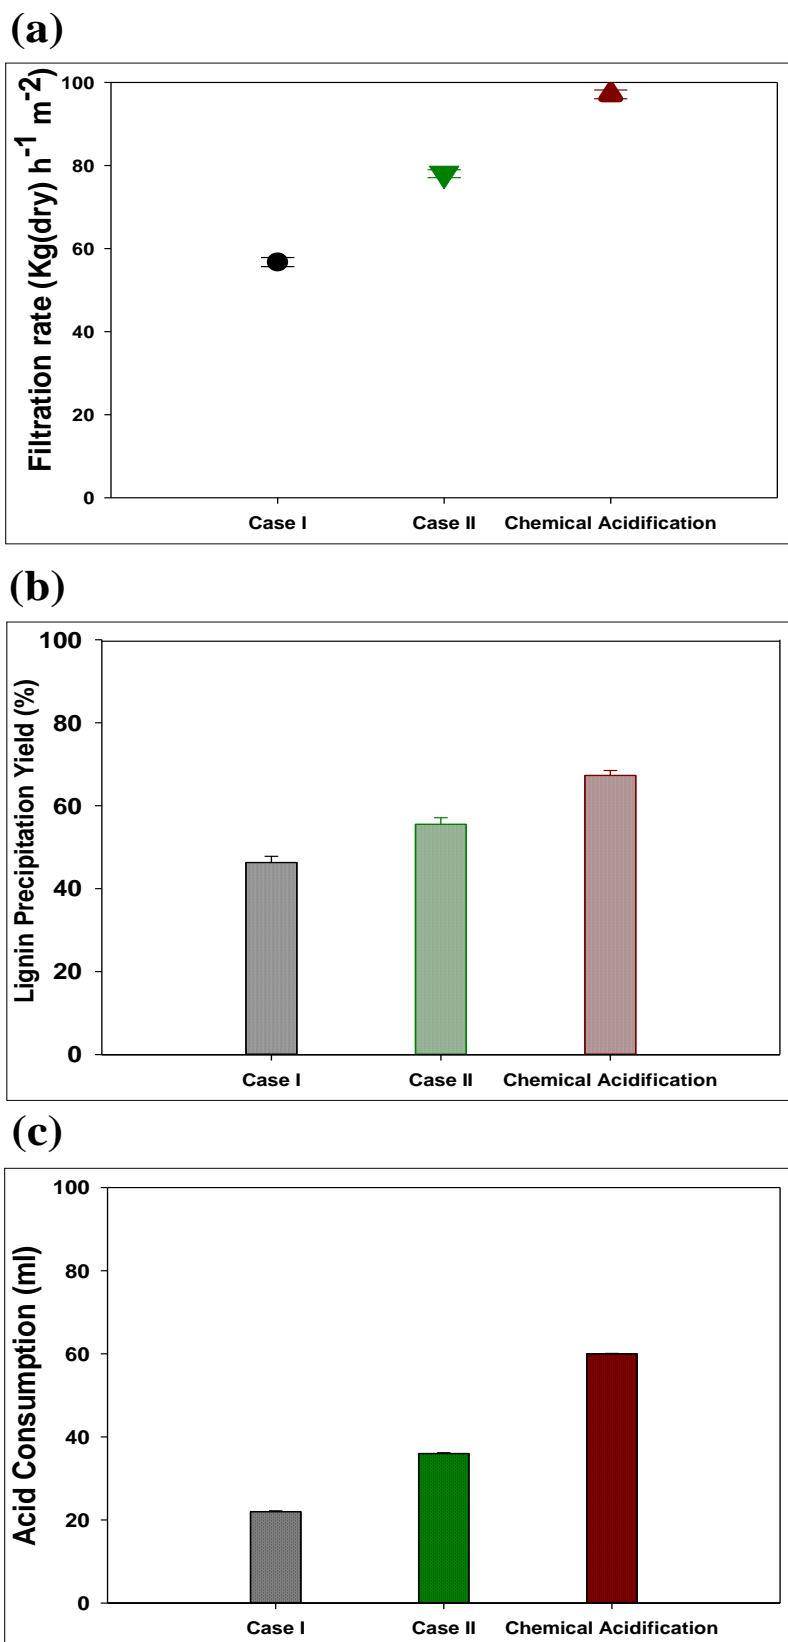 (a)
Filtration rate (Kg(dry) h-1 m-2)
100
80
60
40
20
0
Case I Case II Chemical Acidification
(b)
Lignin Precipitation Yield (%)
100
80
60
40
20
0
Case I Case II Chemical Acidification
(c)
Acid Consumption (ml)
100
80
60
40
20
0
Case I Case II Chemical Acidification